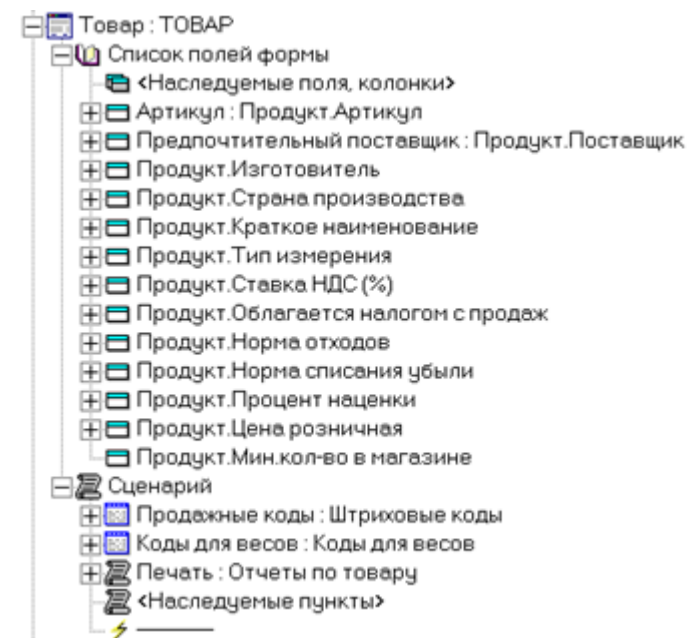 Товар : ТОВАР
Список полей формы
<Наследуемые поля, колонки>
Артикул : Продукт.Артикул
Предпочтительный поставщик : Продукт.Поставщик
Продукт.Изготовитель
Продукт.Страна производства
Продукт.Краткое наименование
Продукт.Тип измерения
Продукт.Ставка НДС (%)
Продукт.Облагается налогом с продаж
Продукт.Норма отходов
Продукт.Норма списания убыли
Продукт.Процент наценки
Продукт.Цена розничная
Продукт.Мин.кол-во в магазине
Сценарий
Продажные коды : Штриховые коды
Коды для весов : Коды для весов
Печать : Отчеты по товару
<Наследуемые пункты>